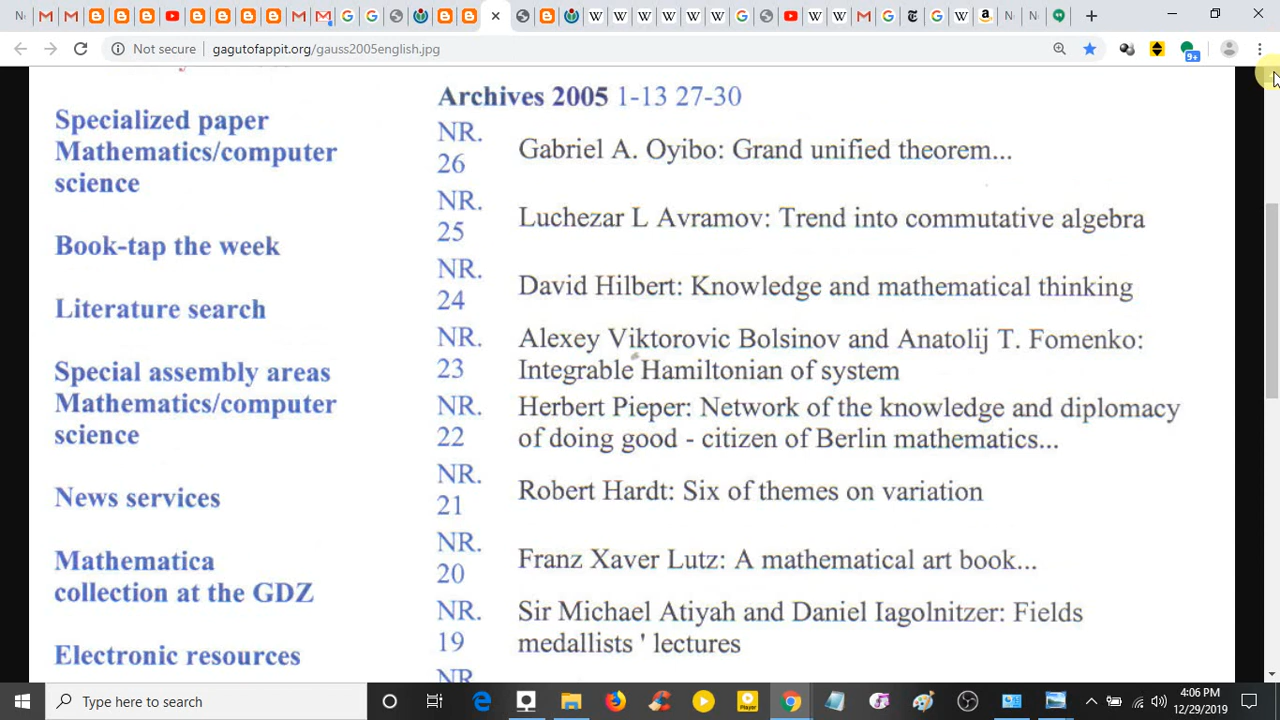 Not secure | gagutofappit.org/gauss2005english.jpg
9+
Specialized paper
Mathematics/computer
science
Book-tap the week
Literature search
Special assembly areas
Mathematics/computer
science
News services
Mathematica
collection at the GDZ
Electronic resources
Archives 2005 1-13 27-30
NR.
26
Gabriel A. Oyibo: Grand unified theorem...
NR.
25
Luchezar L Avramov: Trend into commutative algebra
NR.
24
David Hilbert: Knowledge and mathematical thinking
NR.
23
Alexey Viktorovic Bolsinov and Anatolij T. Fomenko:
Integrable Hamiltonian of system
NR.
22
Herbert Pieper: Network of the knowledge and diplomacy
of doing good - citizen of Berlin mathematics...
NR.
21
Robert Hardt: Six of themes on variation
NR.
20
Franz Xaver Lutz: A mathematical art book...
NR.
19
Sir Michael Atiyah and Daniel Iagolnitzer: Fields
medallists ' lectures
NR
Type here to search
Player
4:06 PM
12/29/2019